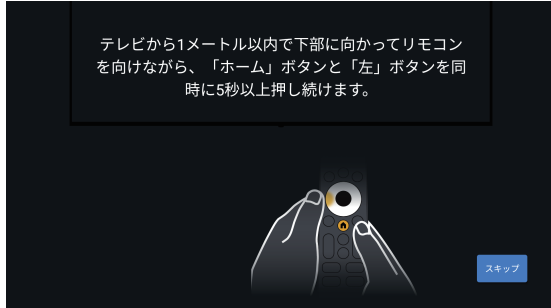 テレビから1メートル以内で下部に向かってリモコン
を向けながら、「ホーム」ボタンと「左」ボタンを同
時に5秒以上押し続けます。
スキップ